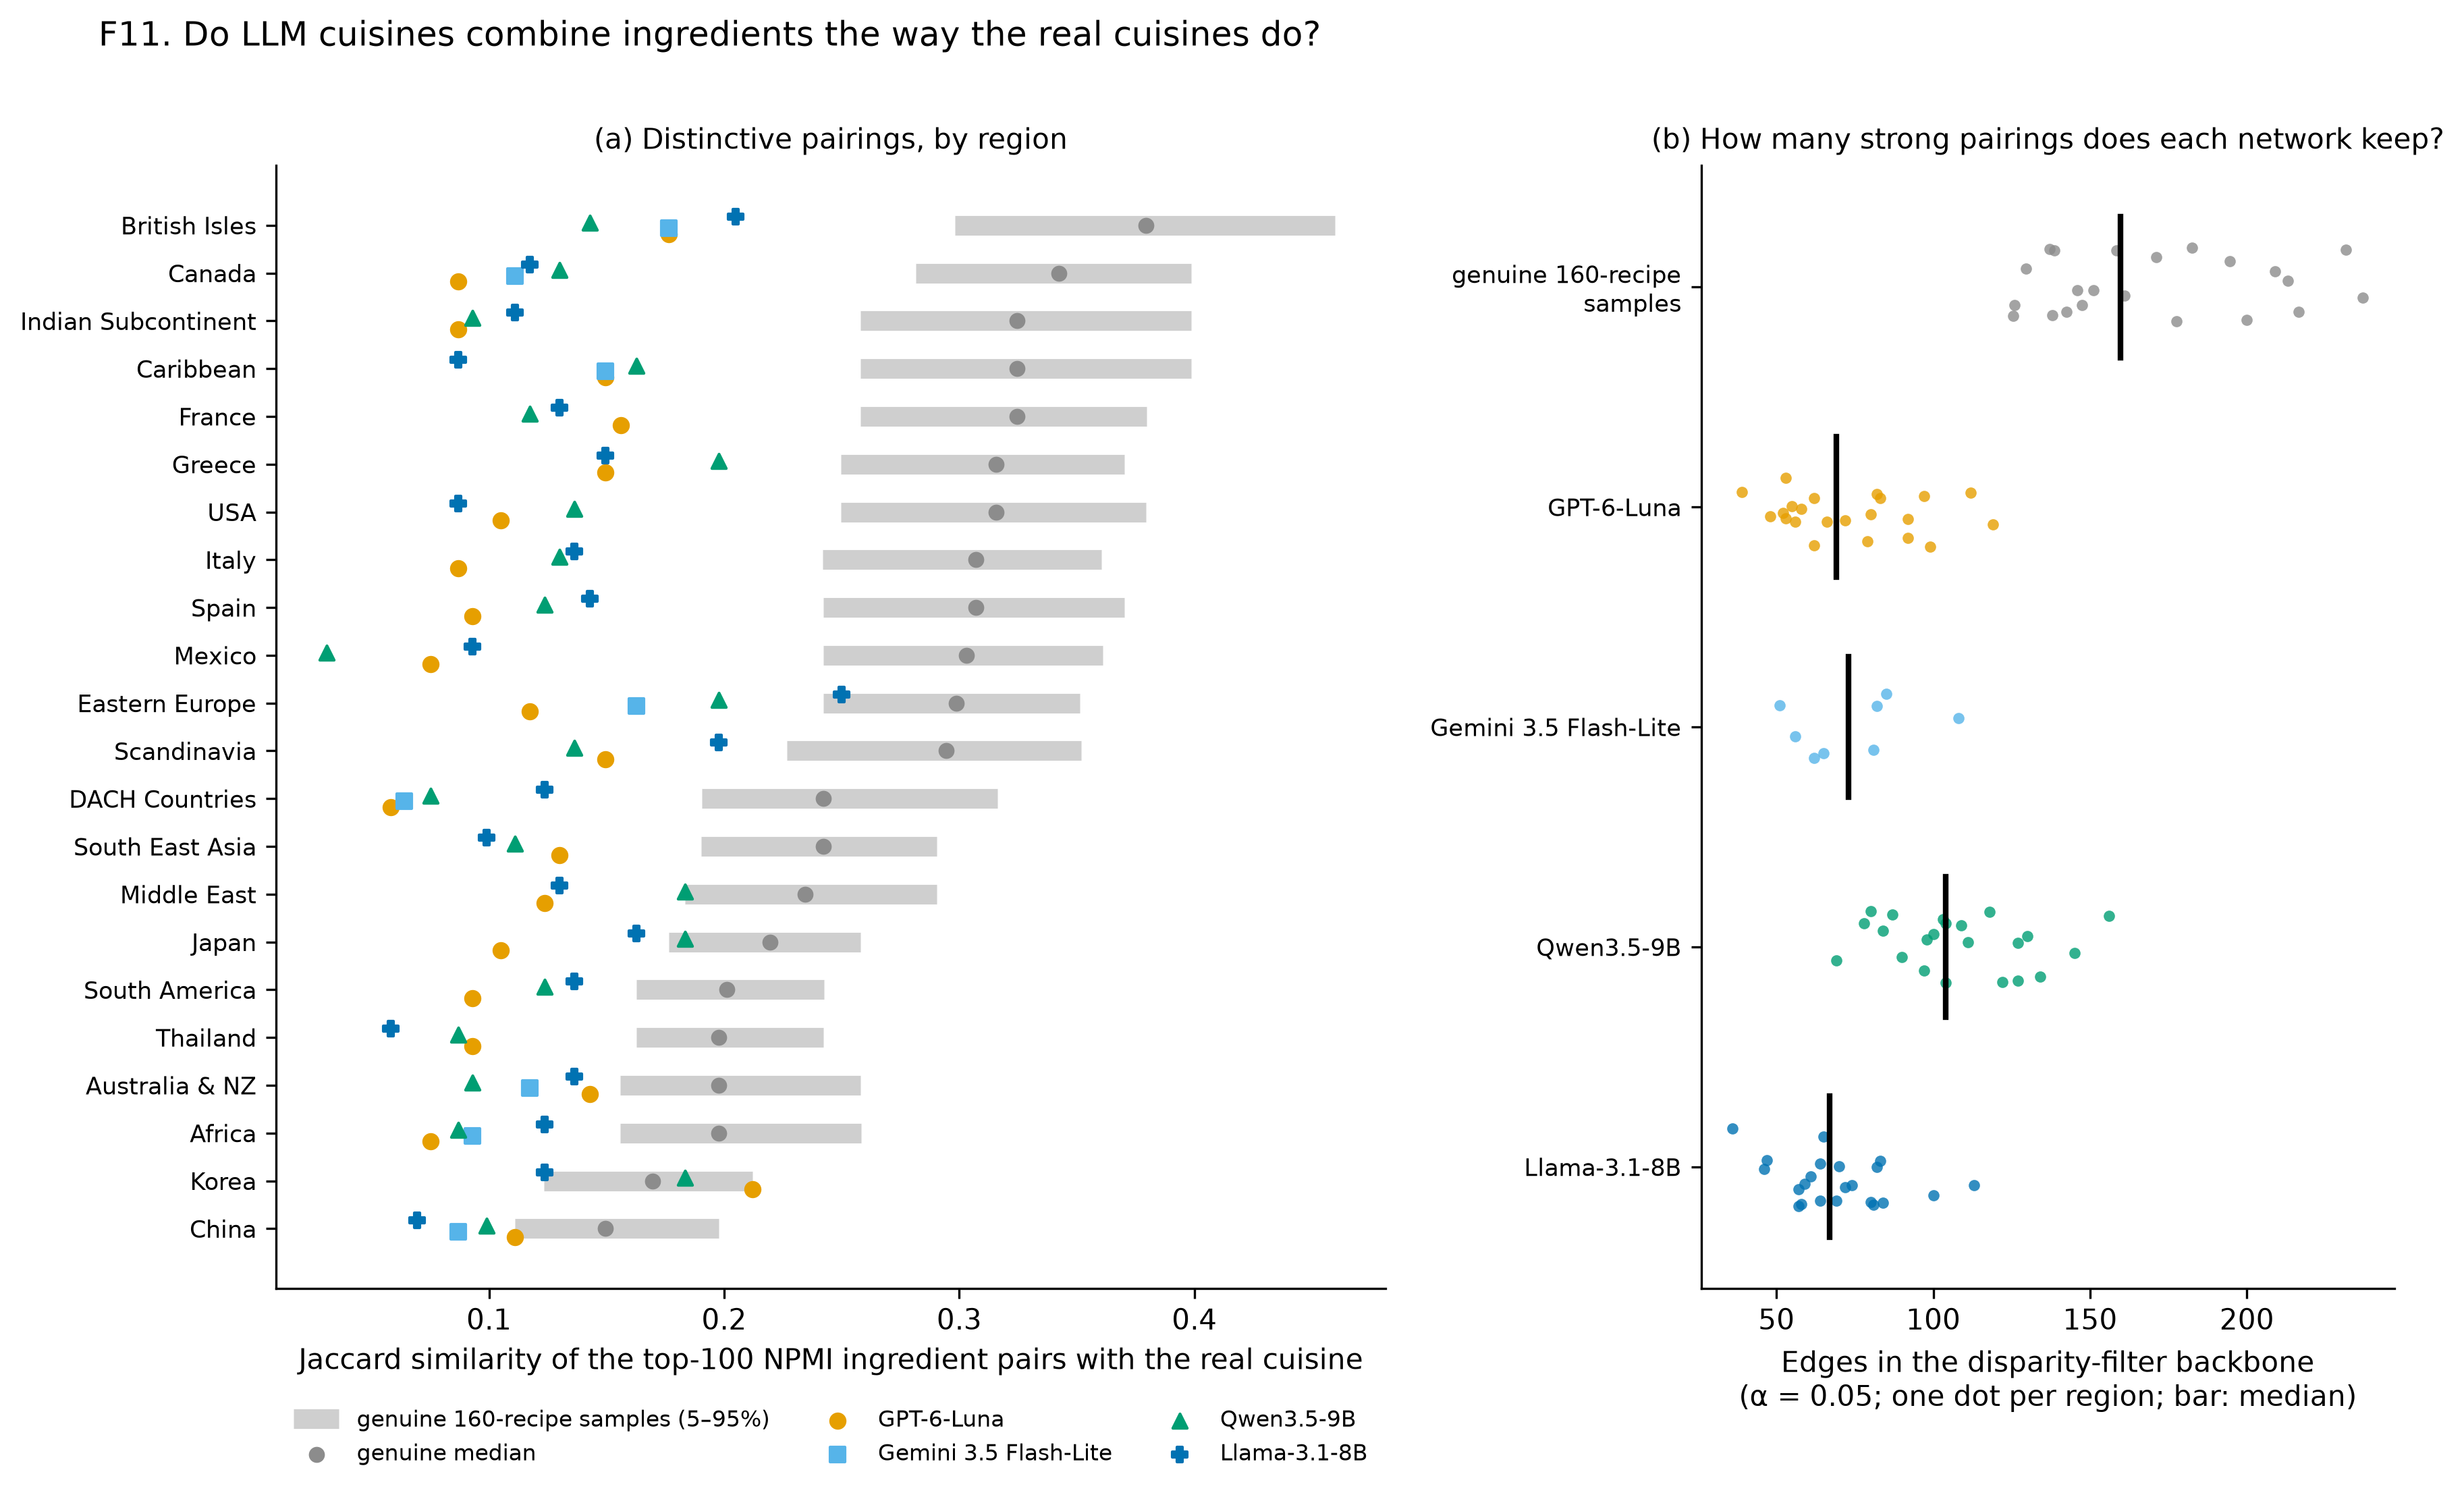 F11. Do LLM cuisines combine ingredients the way the real cuisines do?
(a) Distinctive pairings, by region
British Isles
Canada
Indian Subcontinent
Caribbean
France
Greece
USA
Italy
Spain
Mexico
Eastern Europe
Scandinavia
DACH Countries
South East Asia
Middle East
Japan
South America
Thailand
Australia & NZ
Africa
Korea
China
0.1 0.2 0.3 0.4
Jaccard similarity of the top-100 NPMI ingredient pairs with the real cuisine
genuine 160-recipe samples (5–95%)
genuine median
GPT-6-Luna
Gemini 3.5 Flash-Lite
Qwen3.5-9B
Llama-3.1-8B
(b) How many strong pairings does each network keep?
genuine 160-recipe
samples
GPT-6-Luna
Gemini 3.5 Flash-Lite
Qwen3.5-9B
Llama-3.1-8B
50 100 150 200
Edges in the disparity-filter backbone
(α = 0.05; one dot per region; bar: median)